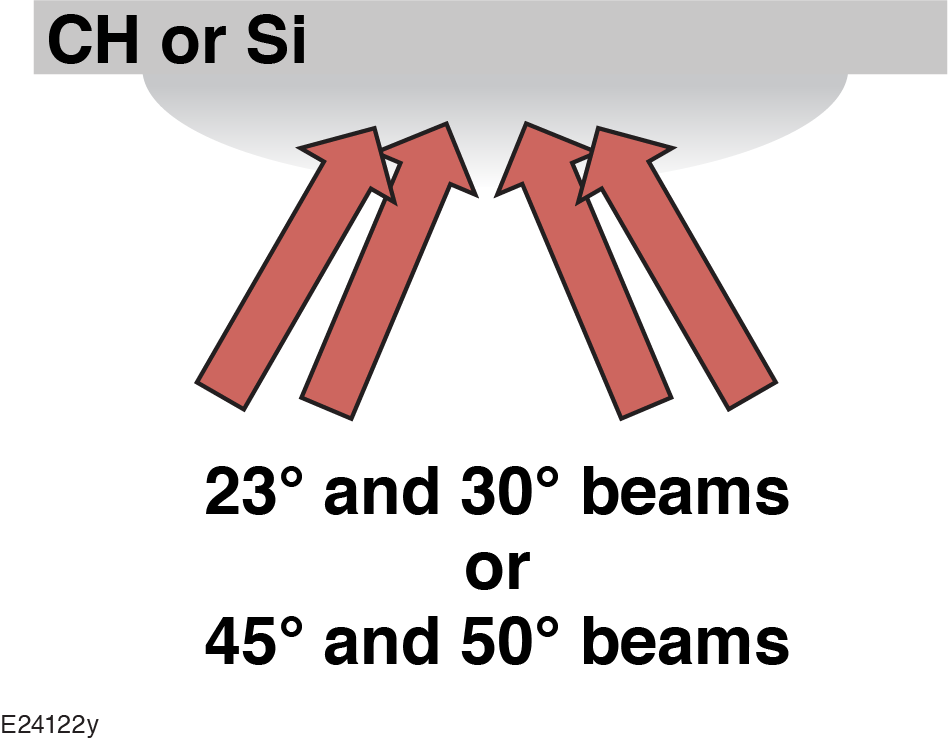 CH or Si
23° and 30° beams
or
45° and 50° beams
E24122y